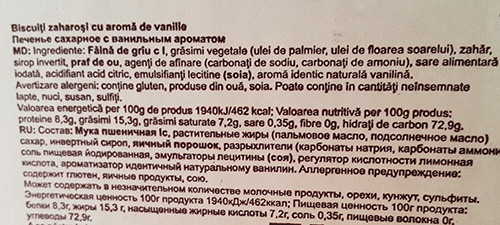 Biscuiți zaharoși cu aromă de vanilie
Печенье сахарное с ванильным ароматом
MD: Ingrediente: Făină de grîu c I, grăsimi vegetale (ulei de palmier, ulei de floarea soarelui), zahăr,
sirop invertit, praf de ou, agenți de afinare (carbonați de sodiu, carbonați de amoniu), sare alimentară
iodată, acidifiant acid citric, emulsifianți lecitine (soia), aromă identic naturală vanilină.
Avertizare alergeni: conține gluten, produse din ouă, soia. Poate conține în cantități neînsemnate
lapte, nuci, susan, sulfiți.
Valoarea energetică per 100g de produs 1940kJ/462 kcal; Valoarea nutritivă per 100g produs:
proteine 8,3g, grăsimi 15,3g, grăsimi saturate 7,2g, sare 0,35g, fibre 0g, hidrați de carbon 72,9g.
RU: Состав: Мука пшеничная Iс, растительные жиры (пальмовое масло, подсолнечное масло)
сахар, инвертный сироп, яичный порошок, разрыхлители (карбонаты натрия, карбонаты аммони
соль пищевая йодированная, эмульгаторы лецитины (соя), регулятор кислотности лимонная
кислота, ароматизатор идентичный натуральному ванилин. Аллергенное предупреждение:
содержит глютен, яичные продукты, сою.
Может содержать в незначительном количестве молочные продукты, орехи, кунжут, сульфиты.
Энергетическая ценность 100г продукта 1940кДж/462ккал; Пищевая ценность 100г продукта:
белки 8,3г, жиры 15,3 г, насыщенные жирные кислоты 7,2г, соль 0,35г, пищевые волокна 0г,
углеводы 72,9г.